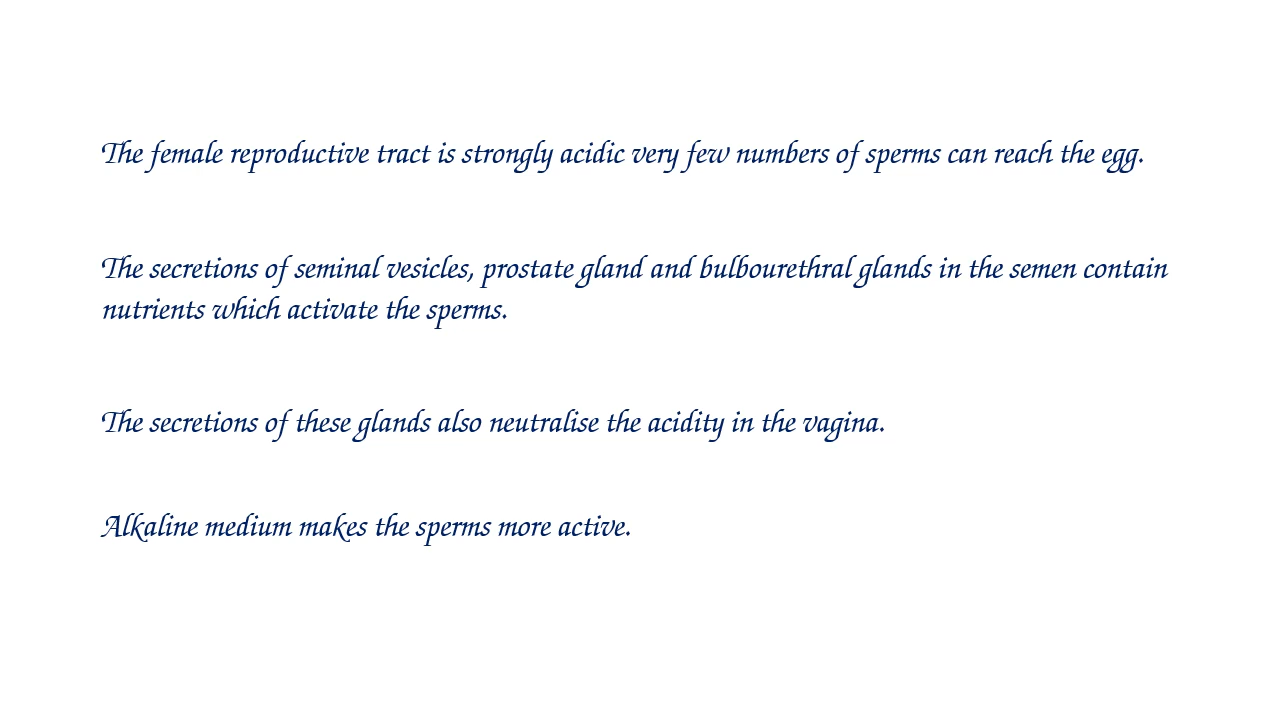 The female reproductive tract is strongly acidic very few numbers of sperms can reach the egg.
The secretions of seminal vesicles, prostate gland and bulbourethral glands in the semen contain
nutrients which activate the sperms.
The secretions of these glands also neutralise the acidity in the vagina.
Alkaline medium makes the sperms more active.